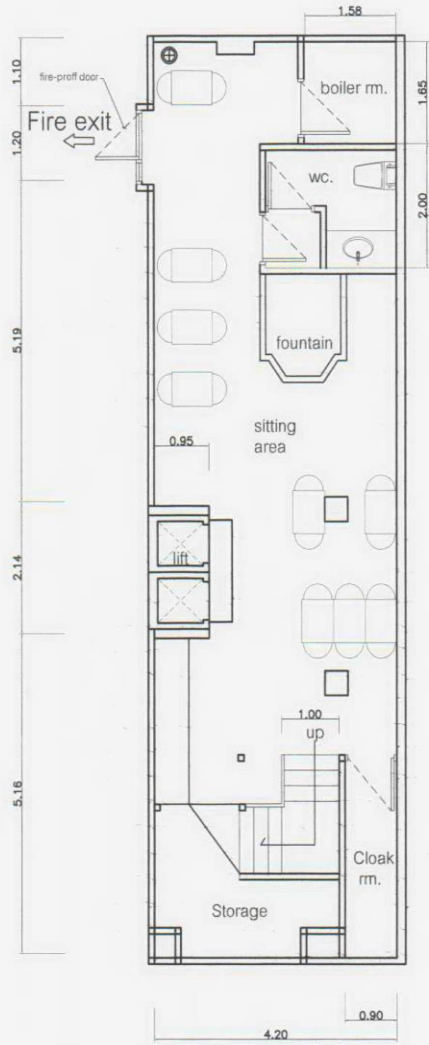 1.58
1.10
fire-proff door
boiler rm.
1.65
Fire exit
1.20
wc.
2.00
5.19
fountain
sitting
area
0.95
lift
2.14
1.00
up
5.16
Cloak
rm.
Storage
0.90
4.20